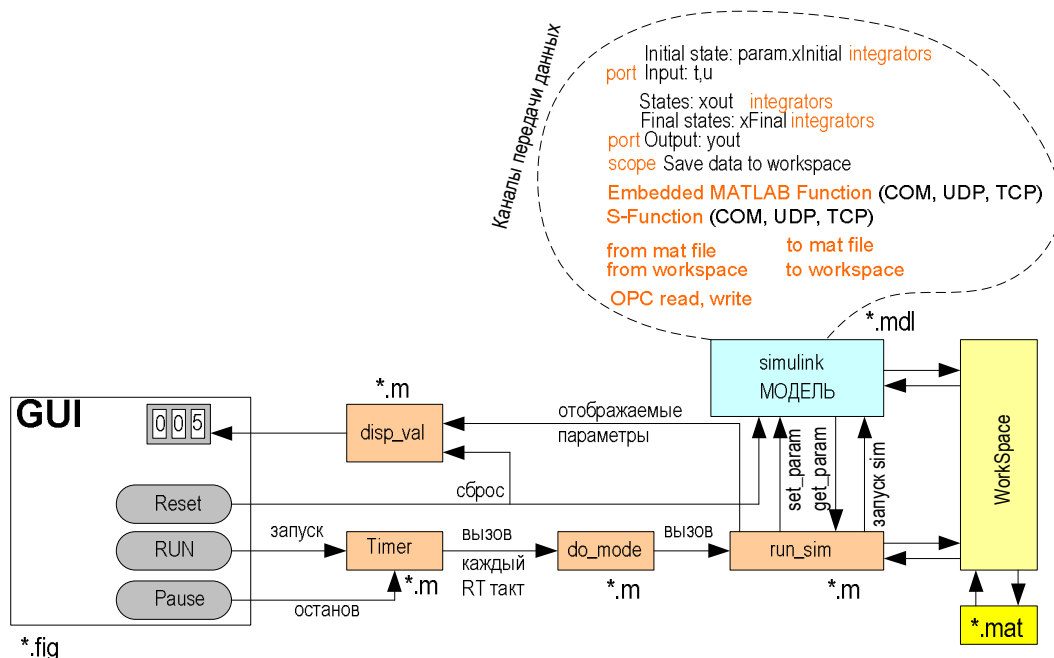 Каналы передачи данных
Initial state: param.xInitial integrators
port Input: t,u
States: xout integrators
Final states: xFinal integrators
port Output: yout
scope Save data to workspace
Embedded MATLAB Function (COM, UDP, TCP)
S-Function (COM, UDP, TCP)
from mat file to mat file
from workspace to workspace
OPC read, write
*.mdl
simulink
МОДЕЛЬ
WorkSpace
*.m
GUI
005
disp_val
отображаемые
параметры
set_param
get_param
запуск sim
Reset
сброс
RUN
запуск
Timer
вызов
каждый
RT такт
do_mode
вызов
run_sim
*.m
*.m
*.m
Pause
останов
*.mat
*.fig